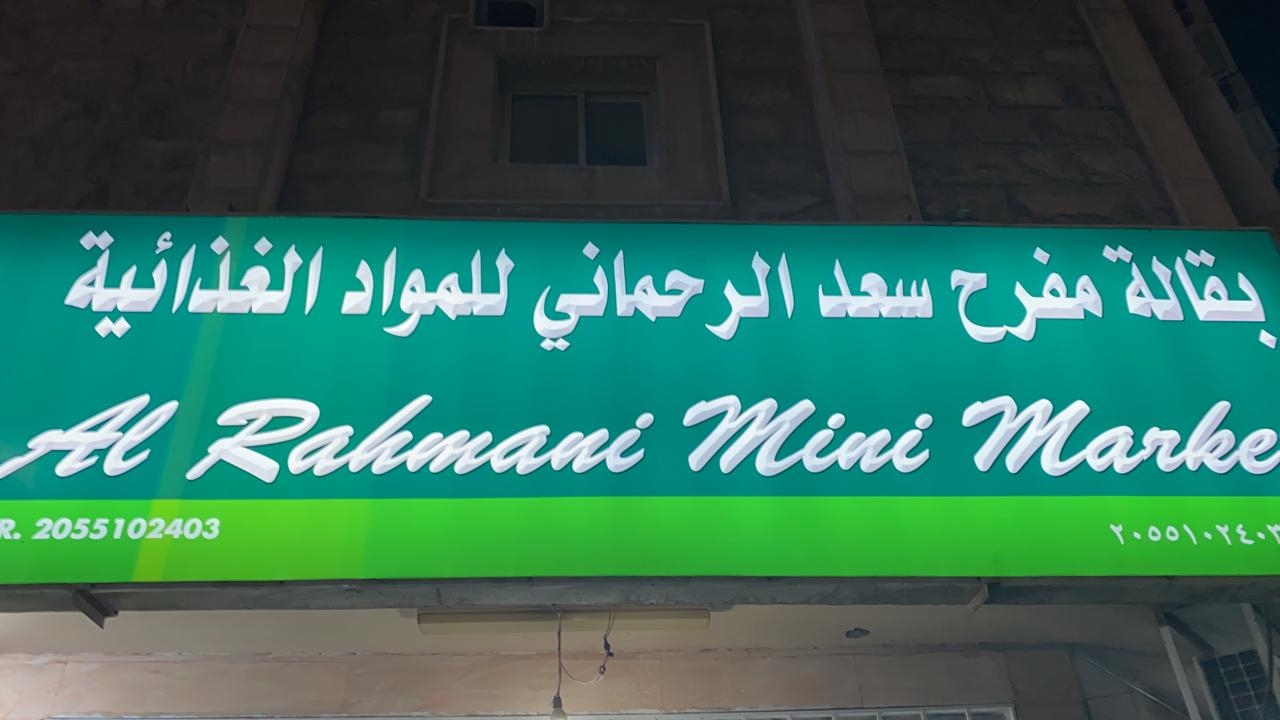 بقالة مفرح سعد الرحماني للمواد الغذائية
Al Rahmani Mini Marke
R. 2055102403
٢٠٥٥١٠٢٤٠٣